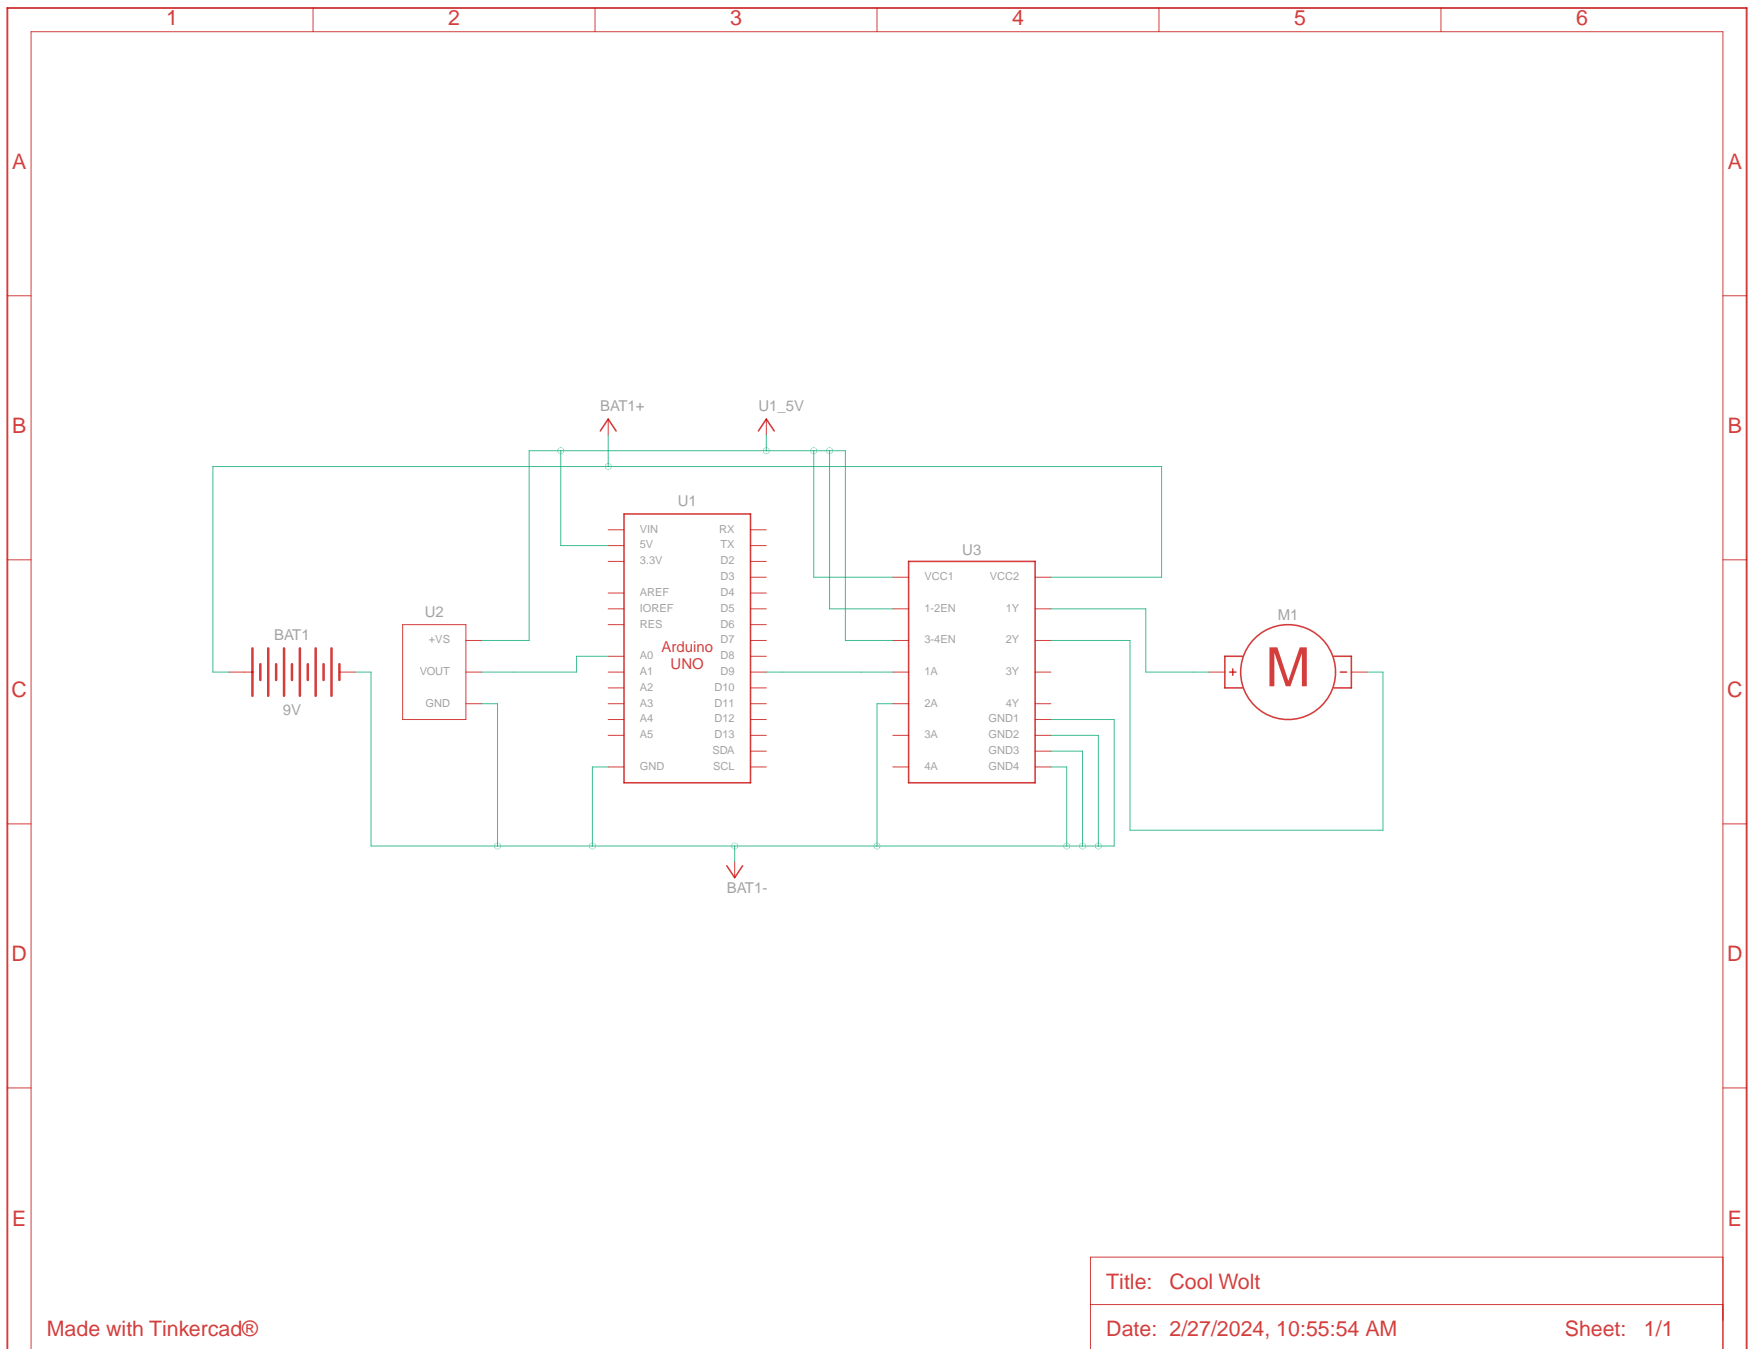 1 2 3 4 5 6
A A
B B
C C
D D
E E
BAT1+
U1_5V
BAT1
9V
U2
+VS
VOUT
GND
U1
VIN RX
5V TX
3.3V D2
D3
AREF D4
IOREF D5
RES D6
D7
Arduino
UNO
A0 D8
A1 D9
A2 D10
A3 D11
A4 D12
A5 D13
SDA
GND SCL
U3
VCC1 VCC2
1-2EN 1Y
3-4EN 2Y
1A 3Y
2A 4Y
GND1
3A GND2
GND3
4A GND4
M1
+ M -
BAT1-
Title: Cool Wolt
Date: 2/27/2024, 10:55:54 AM Sheet: 1/1
Made with Tinkercad®